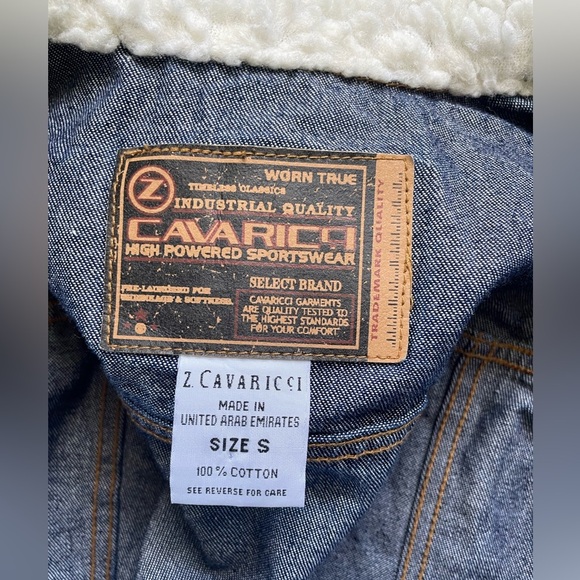 Z
WORN TRUE
TIMELESS CLASSICS
INDUSTRIAL QUALITY
CAVARICCI
HIGH POWERED SPORTSWEAR
PRE-LAUNDERED FOR
SHRINKAGE & SOFTNESS.
SELECT BRAND
CAVARICCI GARMENTS
ARE QUALITY TESTED TO
THE HIGHEST STANDARDS
FOR YOUR COMFORT
TRADEMARK QUALITY
Z. CAVARICCI
MADE IN
UNITED ARAB EMIRATES
SIZE S
100% COTTON
SEE REVERSE FOR CARE